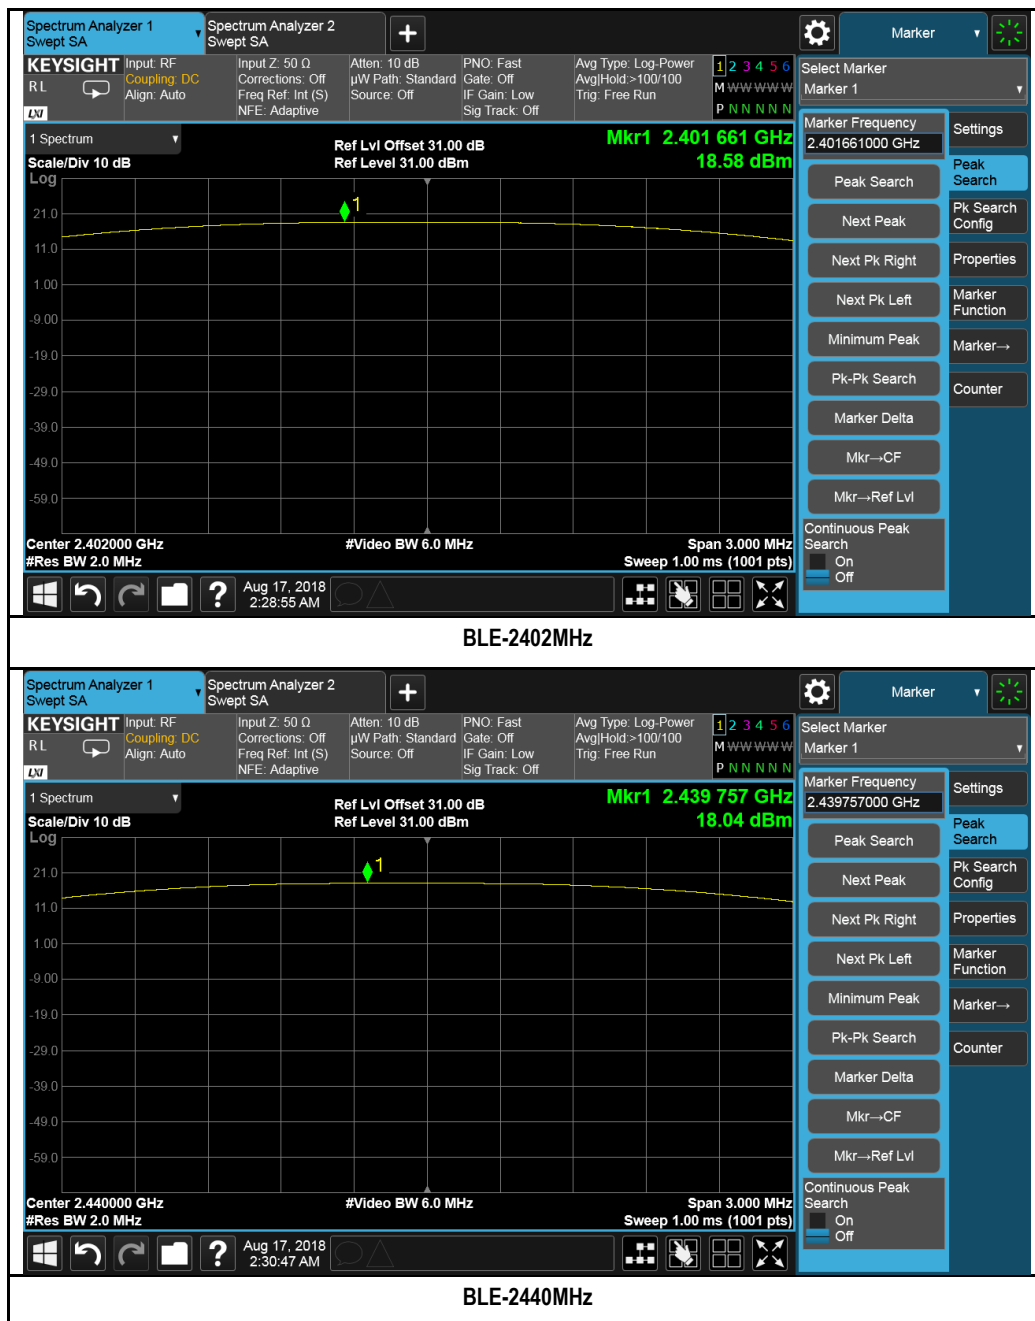 Spectrum Analyzer 1
Swept SA
Spectrum Analyzer 2
Swept SA
Marker
KEYSIGHT
RL
LXI
Input: RF
Coupling: DC
Align: Auto
Input Z: 50 Ω
Corrections: Off
Freq Ref: Int (S)
NFE: Adaptive
Atten: 10 dB
µW Path: Standard
Source: Off
PNO: Fast
Gate: Off
IF Gain: Low
Sig Track: Off
Avg Type: Log-Power
Avg|Hold:>100/100
Trig: Free Run
1 2 3 4 5 6
M W W W W W
P N N N N N
Select Marker
Marker 1
1 Spectrum
Scale/Div 10 dB
Log
Ref Lvl Offset 31.00 dB
Ref Level 31.00 dBm
Mkr1 2.401 661 GHz
18.58 dBm
1
21.0
11.0
1.00
-9.00
-19.0
-29.0
-39.0
-49.0
-59.0
Center 2.402000 GHz
#Res BW 2.0 MHz
#Video BW 6.0 MHz
Span 3.000 MHz
Sweep 1.00 ms (1001 pts)
Marker Frequency
2.401661000 GHz
Peak Search
Next Peak
Next Pk Right
Next Pk Left
Minimum Peak
Pk-Pk Search
Marker Delta
Mkr→CF
Mkr→Ref Lvl
Continuous Peak
Search
On
Off
Settings
Peak
Search
Pk Search
Config
Properties
Marker
Function
Marker→
Counter
?
Aug 17, 2018
2:28:55 AM
BLE-2402MHz
Spectrum Analyzer 1
Swept SA
Spectrum Analyzer 2
Swept SA
Marker
KEYSIGHT
RL
LXI
Input: RF
Coupling: DC
Align: Auto
Input Z: 50 Ω
Corrections: Off
Freq Ref: Int (S)
NFE: Adaptive
Atten: 10 dB
µW Path: Standard
Source: Off
PNO: Fast
Gate: Off
IF Gain: Low
Sig Track: Off
Avg Type: Log-Power
Avg|Hold:>100/100
Trig: Free Run
1 2 3 4 5 6
M W W W W W
P N N N N N
Select Marker
Marker 1
1 Spectrum
Scale/Div 10 dB
Log
Ref Lvl Offset 31.00 dB
Ref Level 31.00 dBm
Mkr1 2.439 757 GHz
18.04 dBm
1
21.0
11.0
1.00
-9.00
-19.0
-29.0
-39.0
-49.0
-59.0
Center 2.440000 GHz
#Res BW 2.0 MHz
#Video BW 6.0 MHz
Span 3.000 MHz
Sweep 1.00 ms (1001 pts)
Marker Frequency
2.439757000 GHz
Peak Search
Next Peak
Next Pk Right
Next Pk Left
Minimum Peak
Pk-Pk Search
Marker Delta
Mkr→CF
Mkr→Ref Lvl
Continuous Peak
Search
On
Off
Settings
Peak
Search
Pk Search
Config
Properties
Marker
Function
Marker→
Counter
?
Aug 17, 2018
2:30:47 AM
BLE-2440MHz